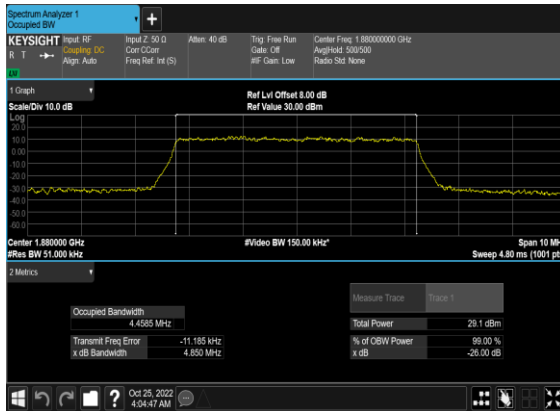 Spectrum Analyzer 1
Occupied BW
KEYSIGHT Input: RF Input Z: 50 Ω Atten: 40 dB Trig: Free Run Center Freq: 1.880000000 GHz
R T Coupling: DC Corr CCorr Gate: Off Avg|Hold: 500/500
Align: Auto Freq Ref: Int (S) #IF Gain: Low Radio Std: None
LXI
1 Graph
Ref Lvl Offset 8.00 dB
Scale/Div 10.0 dB Ref Value 30.00 dBm
Log
20.0
10.0
0.00
-10.0
-20.0
-30.0
-40.0
-50.0
-60.0
Center 1.880000 GHz #Video BW 150.00 kHz* Span 10 MH
#Res BW 51.000 kHz Sweep 4.80 ms (1001 pt
2 Metrics
Measure Trace Trace 1
Occupied Bandwidth
4.4585 MHz Total Power 29.1 dBm
Transmit Freq Error -11.185 kHz % of OBW Power 99.00 %
x dB Bandwidth 4.850 MHz x dB -26.00 dB
Oct 25, 2022
4:04:47 AM